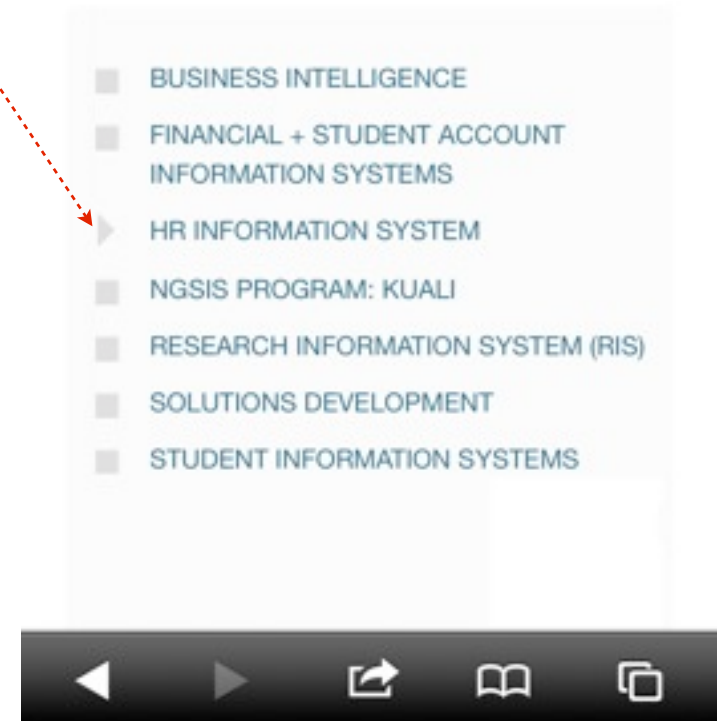 BUSINESS INTELLIGENCE
FINANCIAL + STUDENT ACCOUNT
INFORMATION SYSTEMS
HR INFORMATION SYSTEM
NGSIS PROGRAM: KUALI
RESEARCH INFORMATION SYSTEM (RIS)
SOLUTIONS DEVELOPMENT
STUDENT INFORMATION SYSTEMS